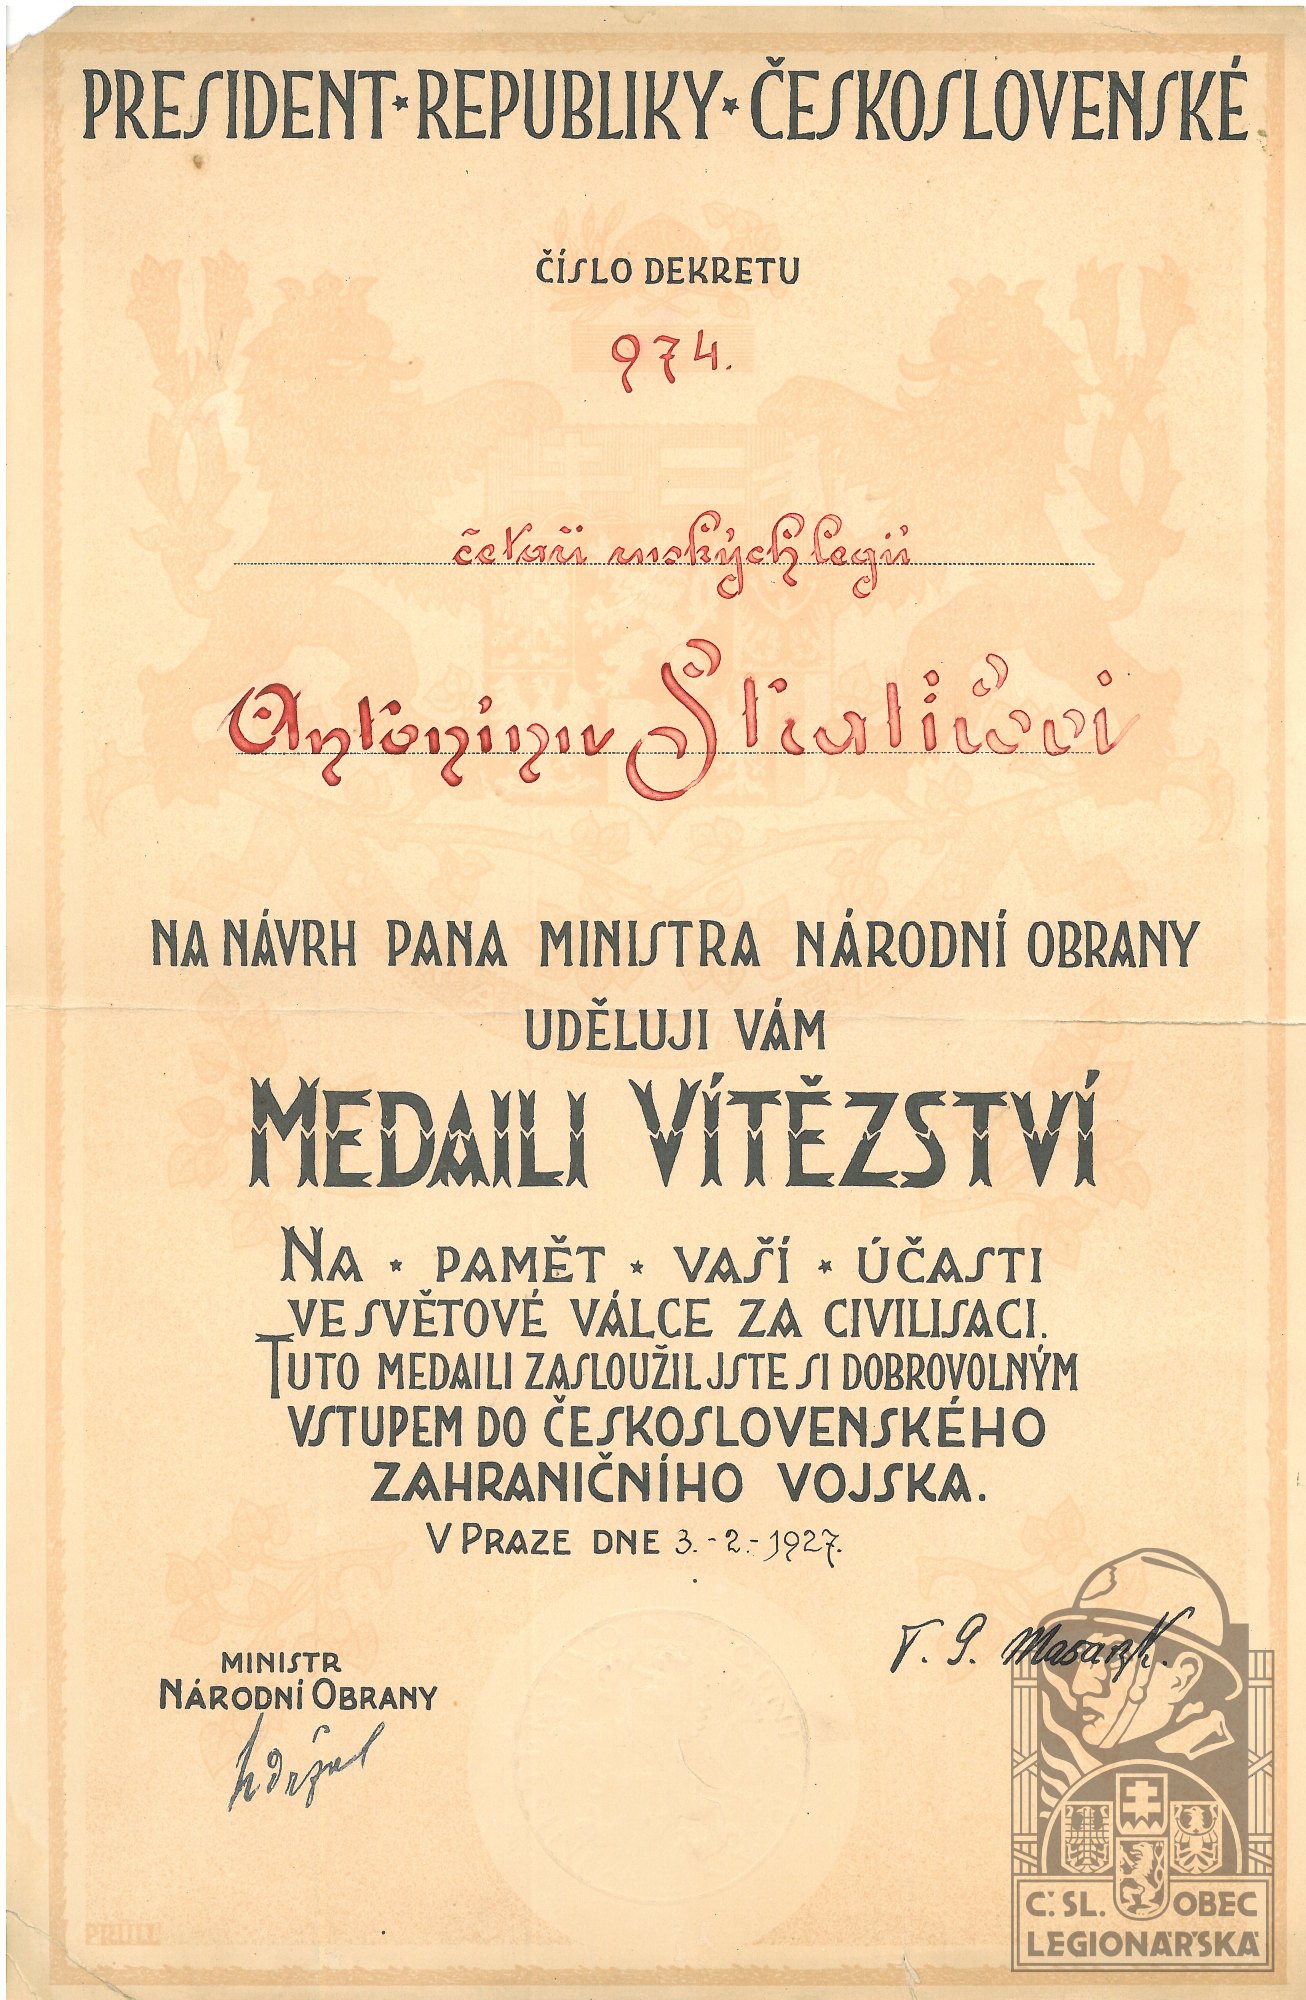 PRESIDENT * REPUBLIKY * ČESKOSLOVENSKÉ
ČÍSLO DEKRETU
974.
četaři ruských legií
Antonínu
NA NÁVRH PANA MINISTRA NÁRODNÍ OBRANY
UDĚLUJI VÁM
MEDAILI VÍTĚZSTVÍ
NA * PAMĚT * VAŠÍ * ÚČASTI
VE SVĚTOVÉ VÁLCE ZA CIVILISACI.
TUTO MEDAILI ZASLOUŽIL JSTE SI DOBROVOLNÝM
VSTUPEM DO ČESKOSLOVENSKÉHO
ZAHRANIČNÍHO VOJSKA.
V PRAZE DNE 3.-2.-1927.
T. G. Masaryk.
MINISTR
NÁRODNÍ OBRANY
Udržal
Č. SL. OBEC
LEGIONÁŘSKÁ